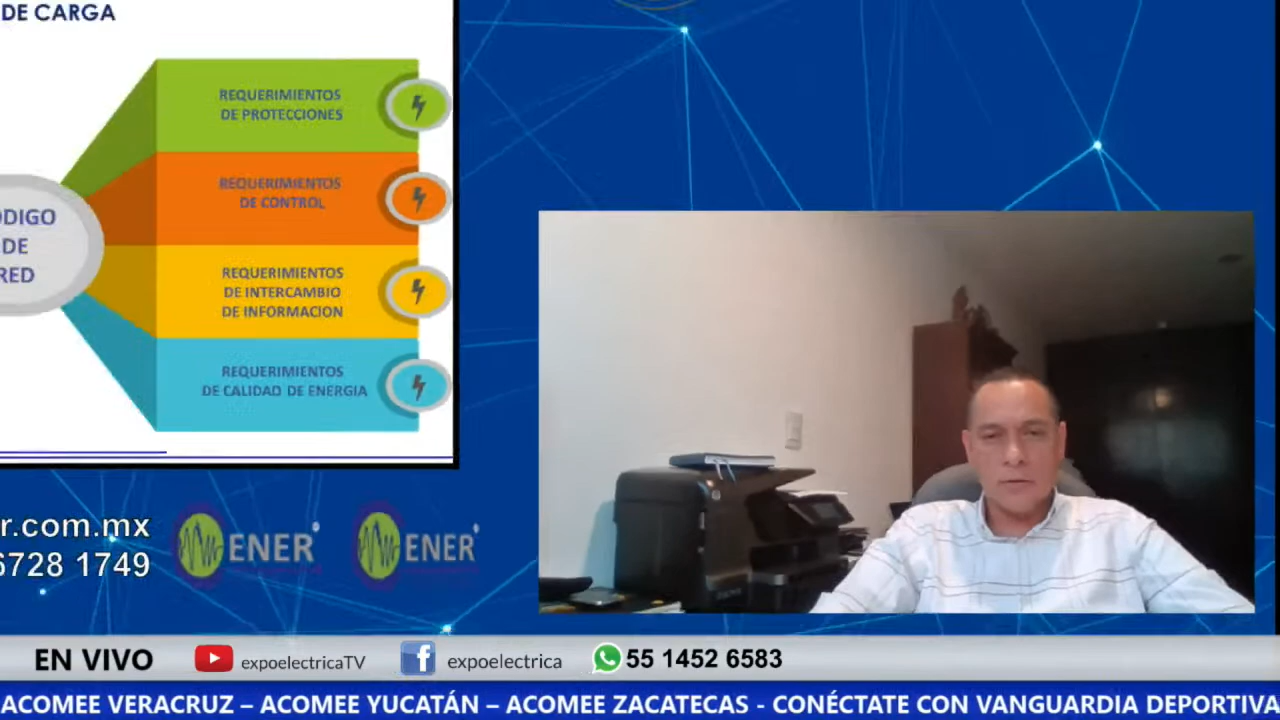 DE CARGA
REQUERIMIENTOS
DE PROTECCIONES
REQUERIMIENTOS
DE CONTROL
ODIGO
DE
RED
REQUERIMIENTOS
DE INTERCAMBIO
DE INFORMACION
REQUERIMIENTOS
DE CALIDAD DE ENERGIA
r.com.mx
6728 1749
ENER
ENER
EN VIVO
expoelectricaTV
expoelectrica
55 1452 6583
ACOMEE VERACRUZ – ACOMEE YUCATÁN – ACOMEE ZACATECAS - CONÉCTATE CON VANGUARDIA DEPORTIVA